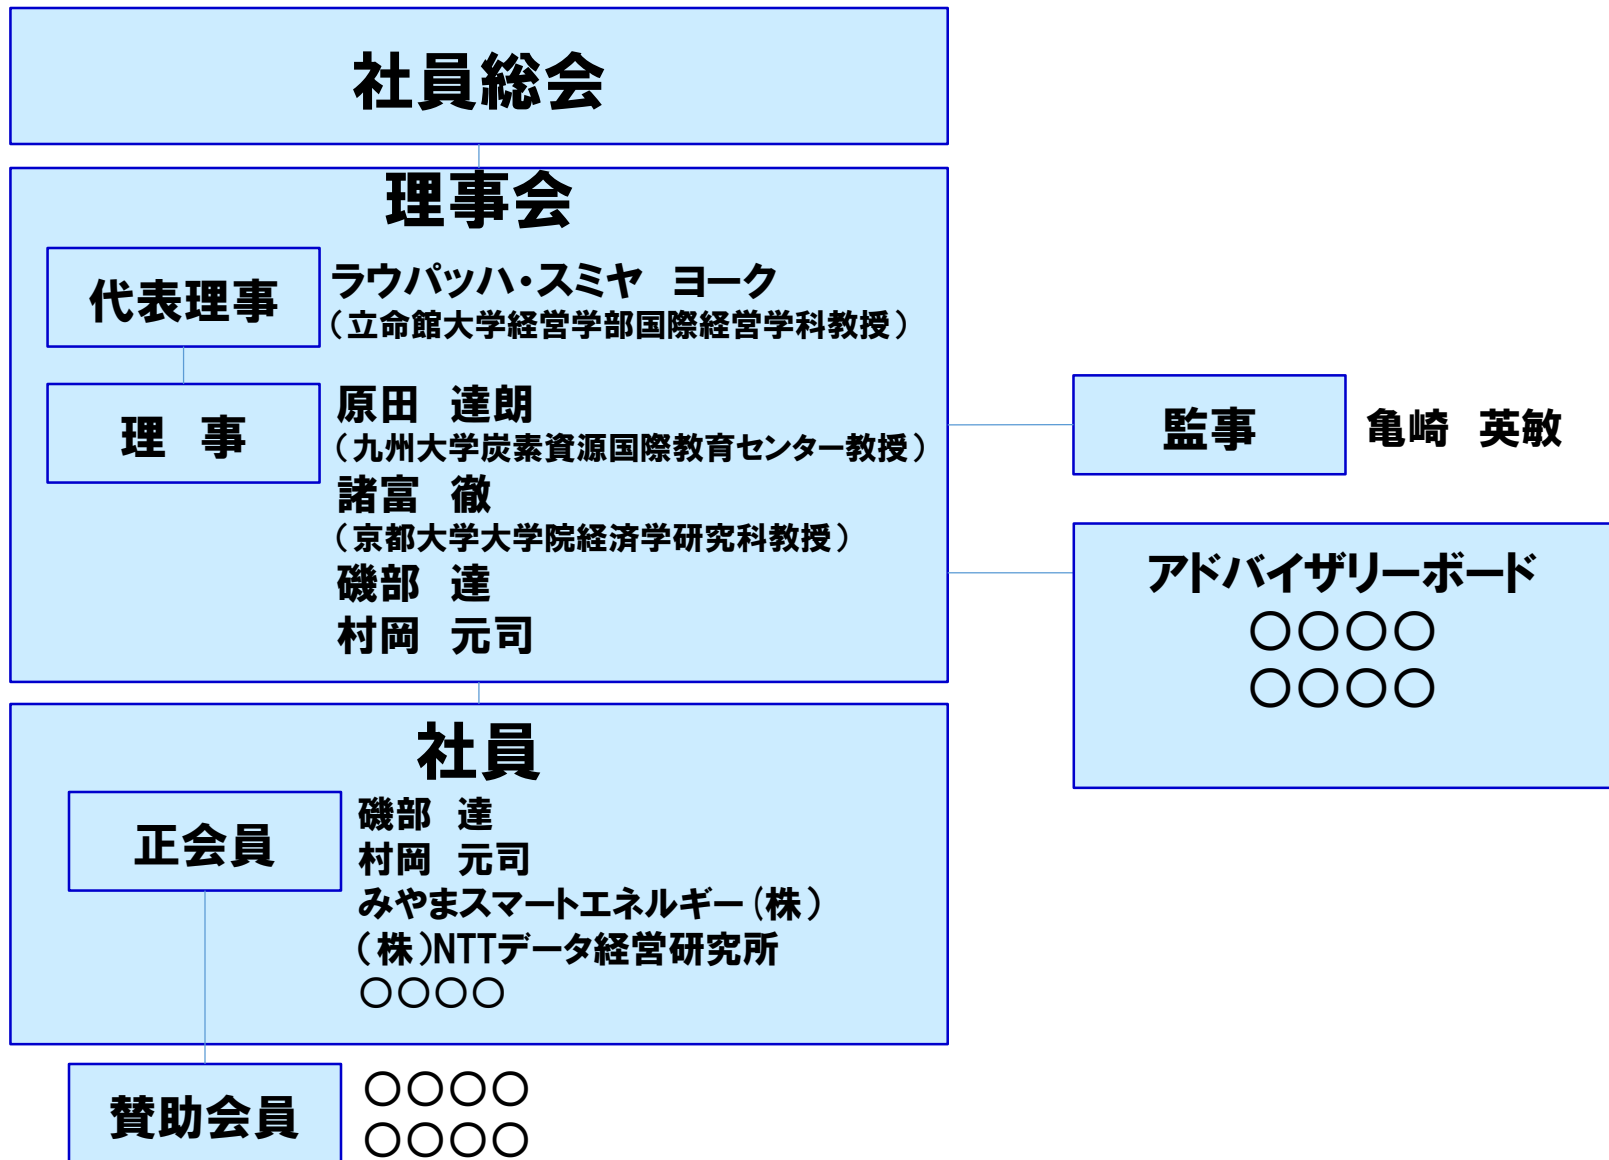 社員総会
理事会
代表理事
ラウパッハ・スミヤ　ヨーク
（立命館大学経営学部国際経営学科教授）
理　事
原田　達朗
（九州大学炭素資源国際教育センター教授）
諸富　徹
（京都大学大学院経済学研究科教授）
磯部　達
村岡　元司
監事
亀崎　英敏
アドバイザリーボード
○○○○
○○○○
社員
正会員
磯部　達
村岡　元司
みやまスマートエネルギー（株）
（株）NTTデータ経営研究所
○○○○
賛助会員
○○○○
○○○○